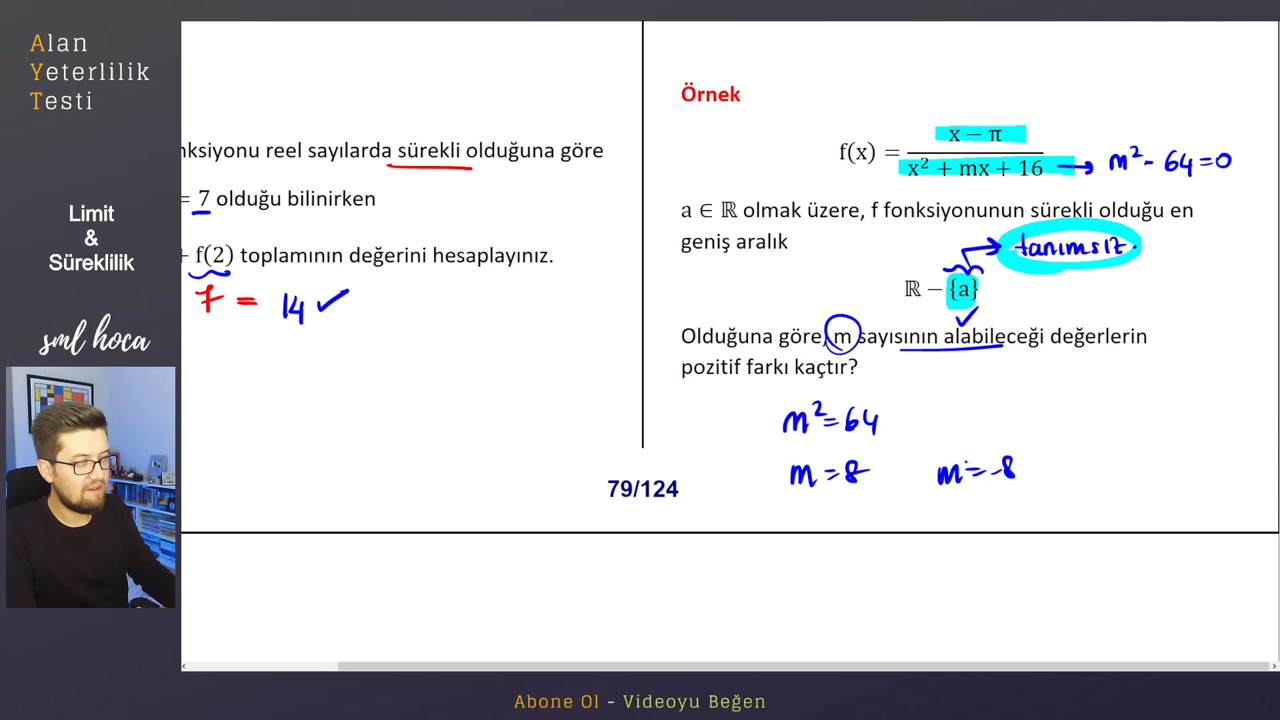 Alan
Yeterlilik
Testi
Limit
&
Süreklilik
sml hoca
nksiyonu reel sayılarda sürekli olduğuna göre
= 7 olduğu bilinirken
+ f(2) toplamının değerini hesaplayınız.
7 = 14 ✓
Örnek
f(x) = (x − π)/(x² + mx + 16) → m² - 64 = 0
a ∈ ℝ olmak üzere, f fonksiyonunun sürekli olduğu en
geniş aralık
tanımsız.
ℝ − {a}
Olduğuna göre, m sayısının alabileceği değerlerin
pozitif farkı kaçtır?
m² = 64
m = 8 m = -8
79/124
Abone Ol - Videoyu Beğen